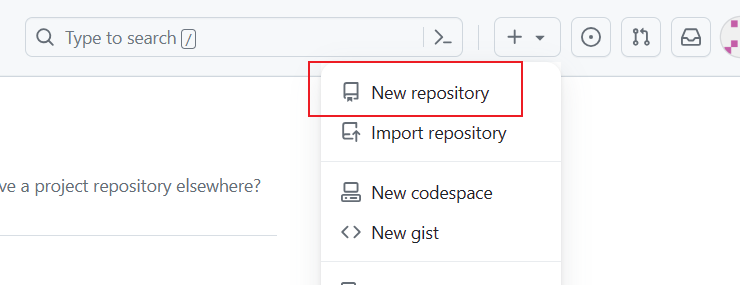 Type to search /
New repository
Import repository
ve a project repository elsewhere?
New codespace
New gist